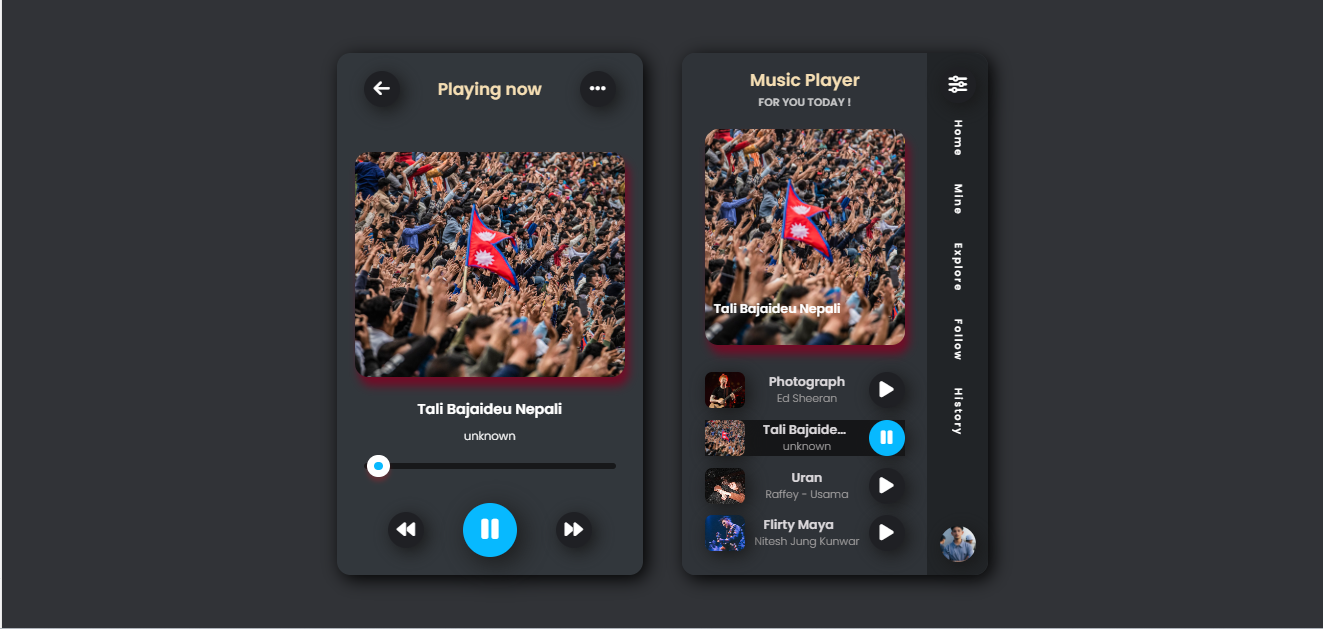 Playing now
Tali Bajaideu Nepali
unknown
Music Player
FOR YOU TODAY !
Tali Bajaideu Nepali
Photograph
Ed Sheeran
Tali Bajaide...
unknown
Uran
Raffey - Usama
Flirty Maya
Nitesh Jung Kunwar
Home
Mine
Explore
Follow
History